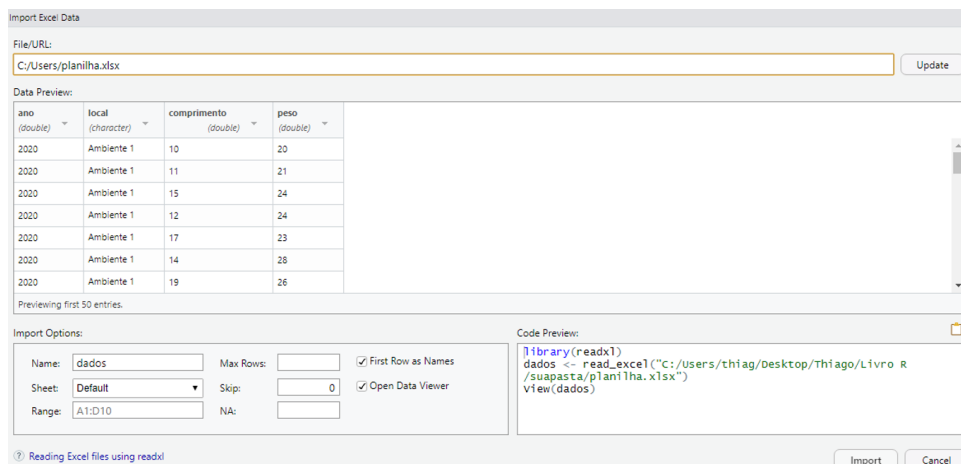 Import Excel Data
File/URL:
C:/Users/planilha.xlsx Update
Data Preview:
ano local comprimento peso
(double) (character) (double) (double)
2020 Ambiente 1 10 20
2020 Ambiente 1 11 21
2020 Ambiente 1 15 24
2020 Ambiente 1 12 24
2020 Ambiente 1 17 23
2020 Ambiente 1 14 28
2020 Ambiente 1 19 26
Previewing first 50 entries.
Import Options:
Name: dados Max Rows: First Row as Names
Sheet: Default Skip: 0 Open Data Viewer
Range: A1:D10 NA:
Code Preview:
library(readxl)
dados <- read_excel("C:/Users/thiag/Desktop/Thiago/Livro R
/suapasta/planilha.xlsx")
View(dados)
? Reading Excel files using readxl
Import Cancel